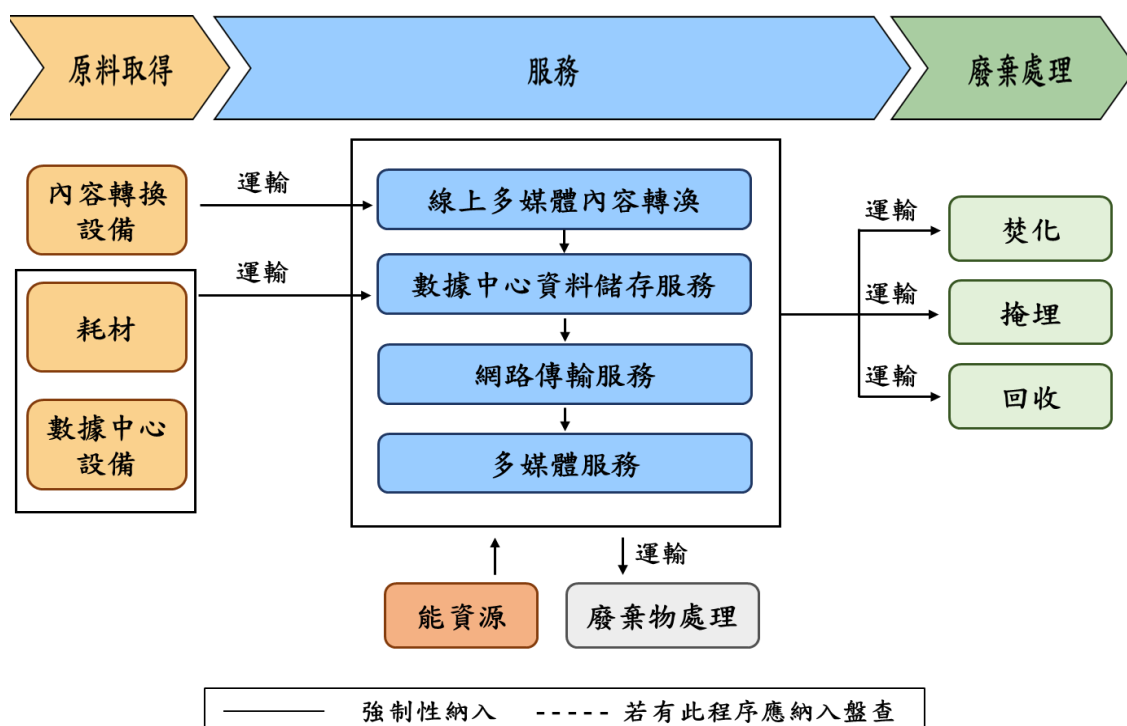 原料取得
服務
廢棄處理
內容轉換
設備
運輸
線上多媒體內容轉渙
運輸
焚化
耗材
運輸
數據中心資料儲存服務
運輸
掩埋
數據中心
設備
網路傳輸服務
運輸
回收
多媒體服務
運輸
能資源
廢棄物處理
強制性納入
若有此程序應納入盤查